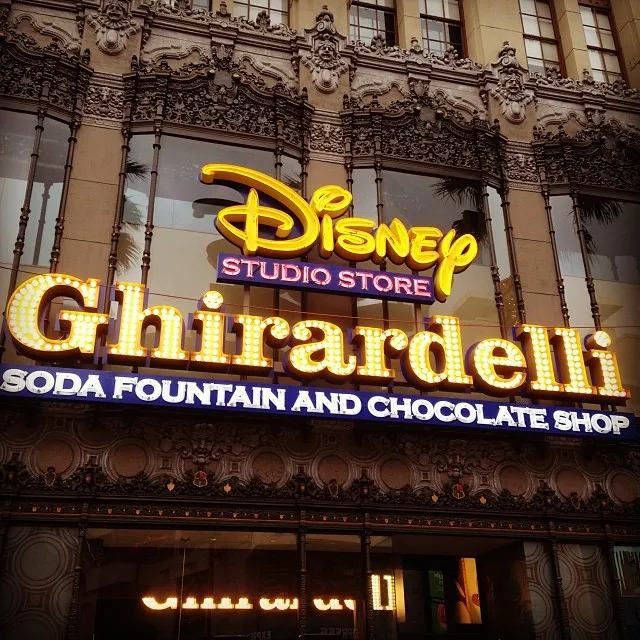 Disney
STUDIO STORE
Ghirardelli
SODA FOUNTAIN AND CHOCOLATE SHOP